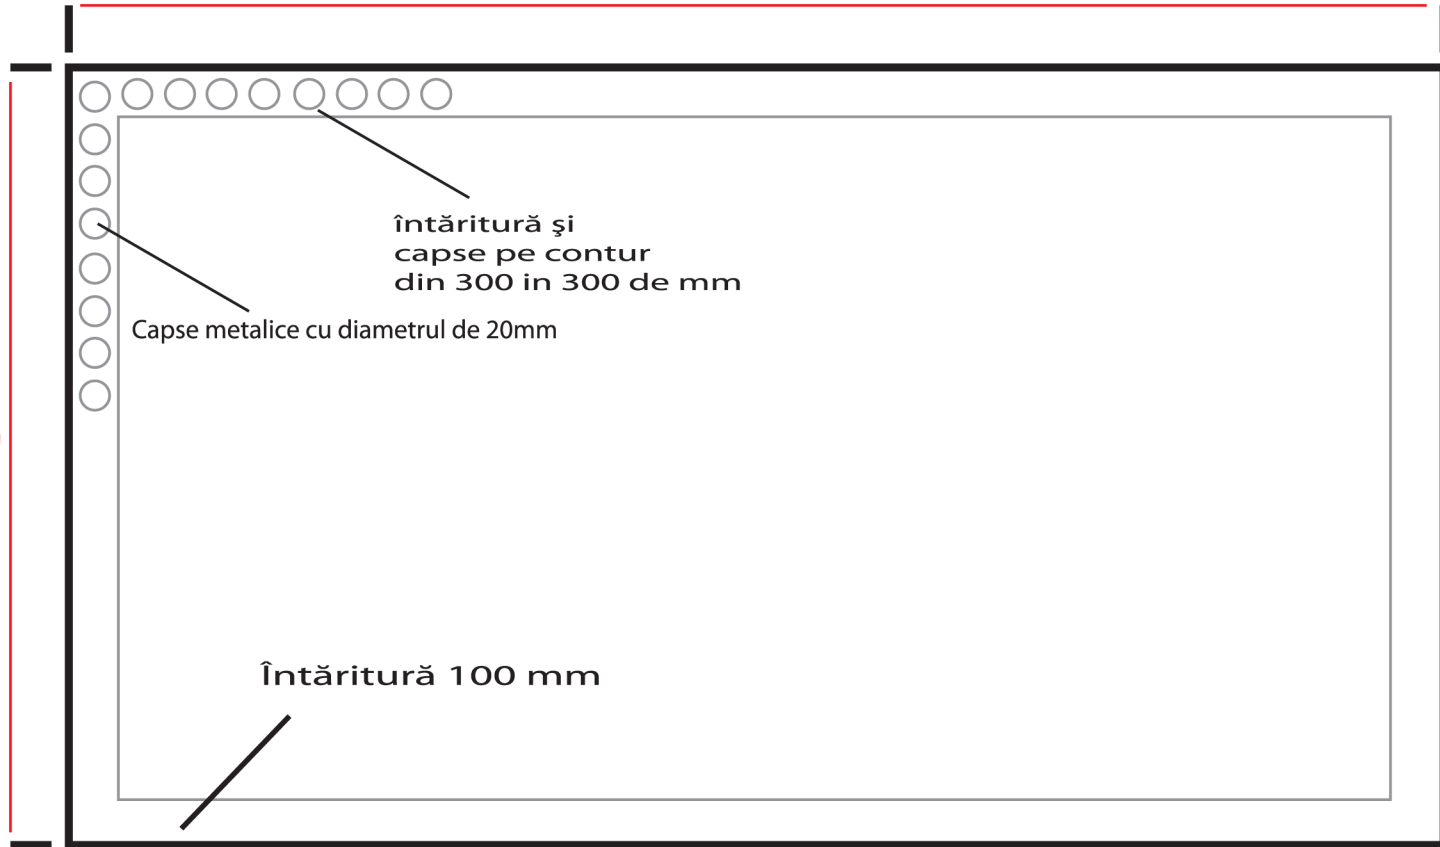 întăritură şi
capse pe contur
din 300 in 300 de mm
Capse metalice cu diametrul de 20mm
Întăritură 100 mm